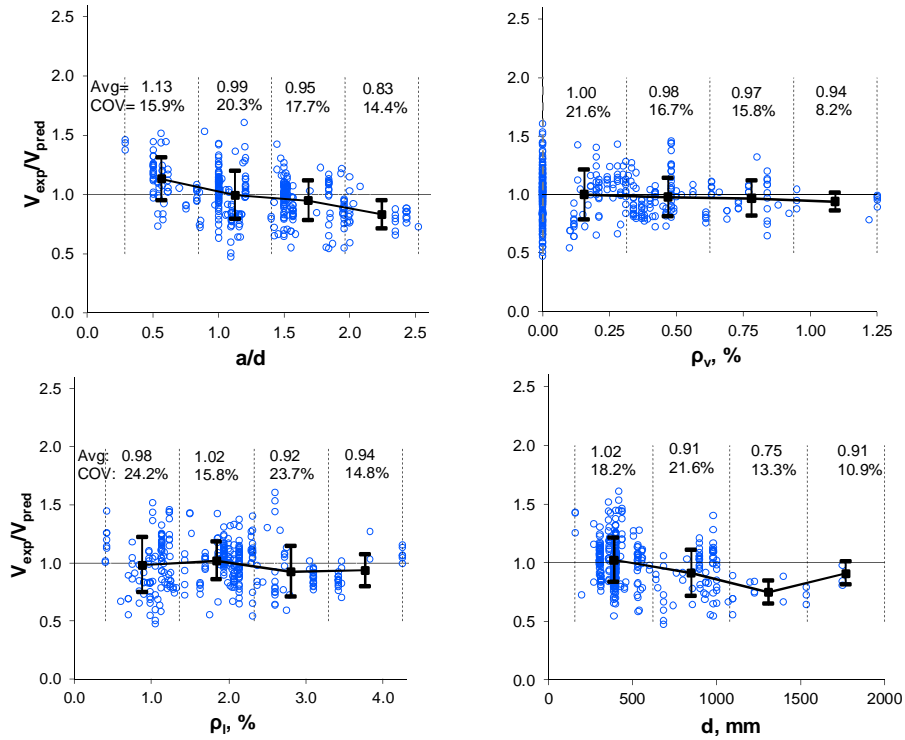 2.5
2.0
1.5
1.0
0.5
0.0
Vexp/Vpred
Avg= 1.13 0.99 0.95 0.83
COV= 15.9% 20.3% 17.7% 14.4%
0.0 0.5 1.0 1.5 2.0 2.5
a/d
2.5
2.0
1.5
1.0
0.5
0.0
1.00 0.98 0.97 0.94
21.6% 16.7% 15.8% 8.2%
0.00 0.25 0.50 0.75 1.00 1.25
ρv, %
2.5
2.0
1.5
1.0
0.5
0.0
Vexp/Vpred
Avg: 0.98 1.02 0.92 0.94
COV: 24.2% 15.8% 23.7% 14.8%
0.0 1.0 2.0 3.0 4.0
ρl, %
2.5
2.0
1.5
1.0
0.5
0.0
1.02 0.91 0.75 0.91
18.2% 21.6% 13.3% 10.9%
0 500 1000 1500 2000
d, mm